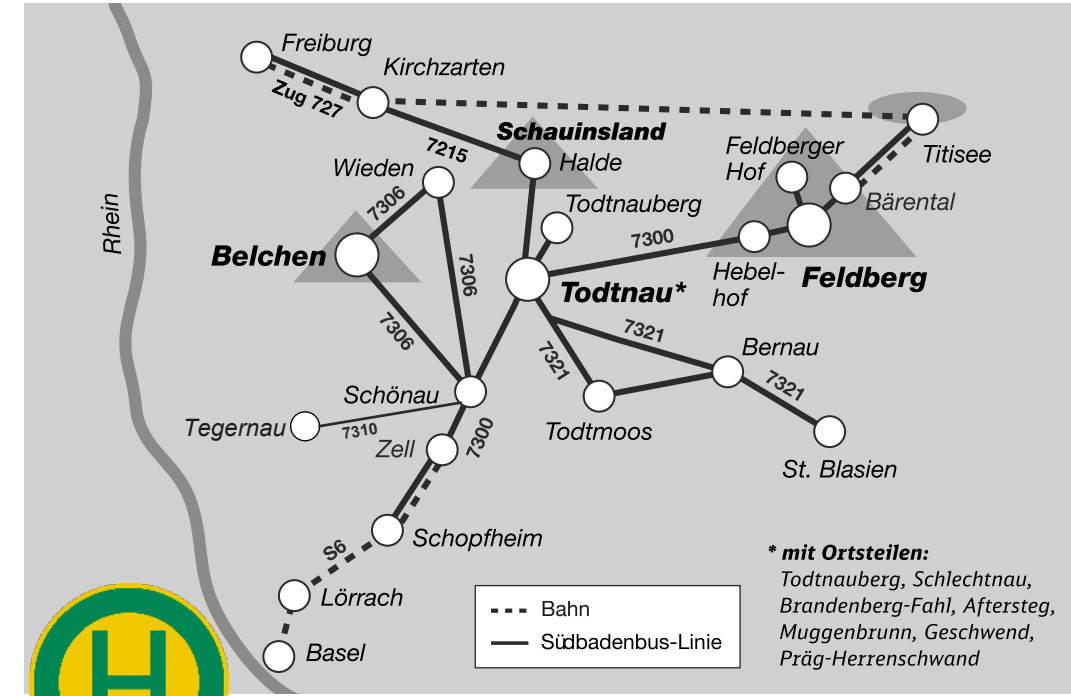 Freiburg
Kirchzarten
Zug 727
Schauinsland
7215
Halde
Wieden
Feldberger
Hof
Titisee
7306
Todtnauberg
Bärental
Rhein
7300
Belchen
7306
Hebel-
hof
Feldberg
Todtnau*
7306
7321
7321
Bernau
7321
Schönau
Tegernau
7310
Zell
7300
Todtmoos
St. Blasien
Schopfheim
S6
Lörrach
Basel
Bahn
Südbadenbus-Linie
* mit Ortsteilen:
Todtnauberg, Schlechtnau,
Brandenberg-Fahl, Aftersteg,
Muggenbrunn, Geschwend,
Präg-Herrenschwand
H